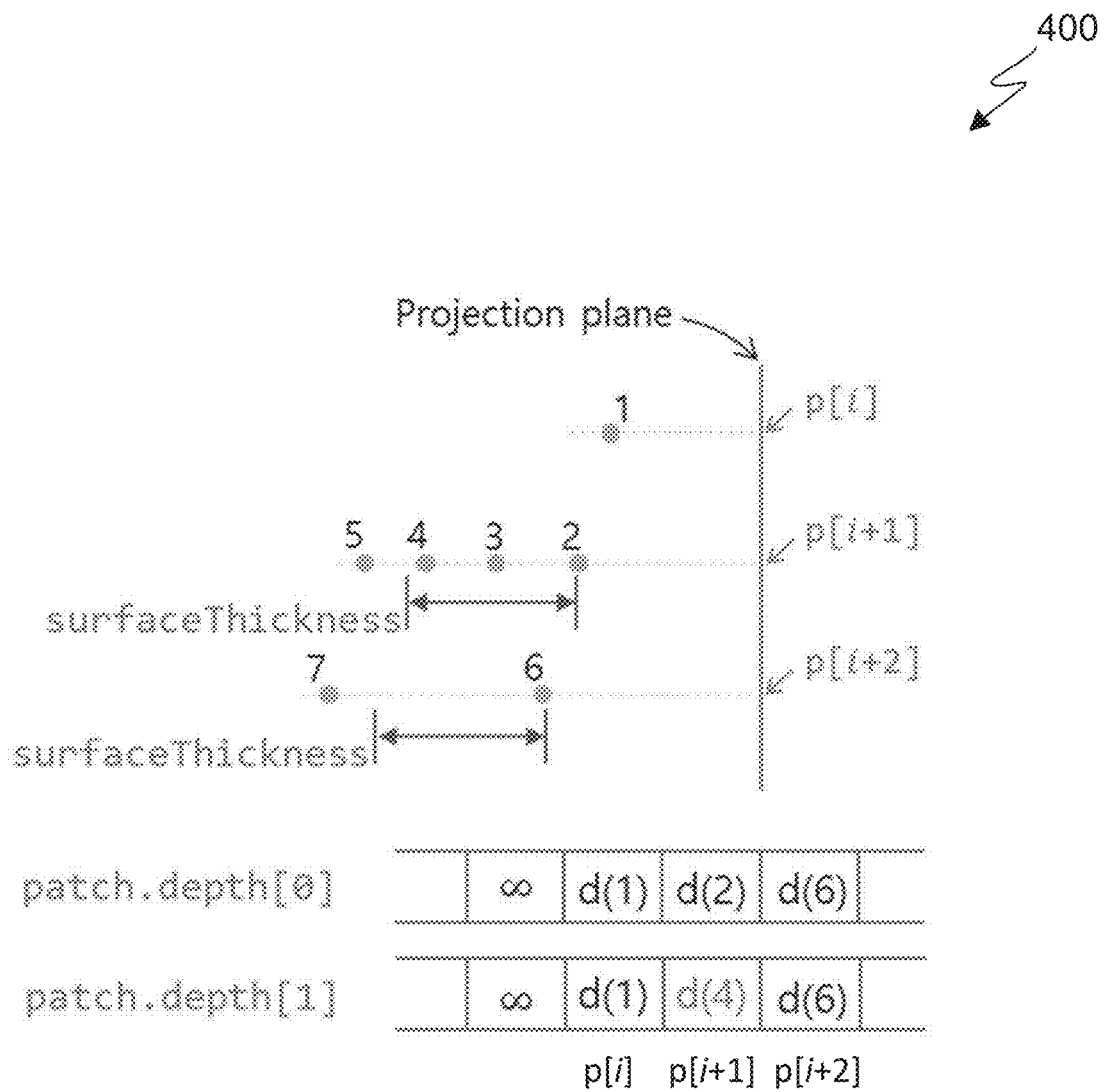 400
Projection plane
1
p[i]
5 4 3 2
p[i+1]
surfaceThickness
7 6
p[i+2]
surfaceThickness
patch.depth[0] ∞ d(1) d(2) d(6)
patch.depth[1] ∞ d(1) d(4) d(6)
p[i] p[i+1] p[i+2]